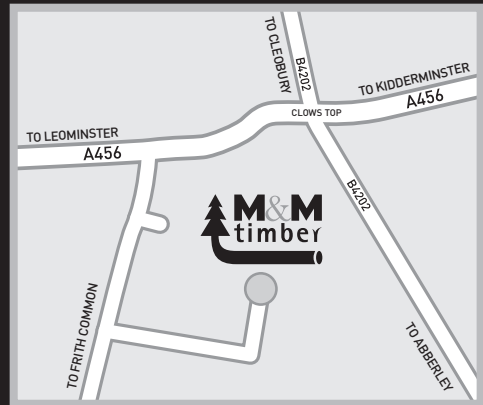 TO CLEOBURY
B4202
TO KIDDERMINSTER
A456
CLOWS TOP
TO LEOMINSTER
A456
B4202
M&M
timber
TO FRITH COMMON
TO ABBERLEY